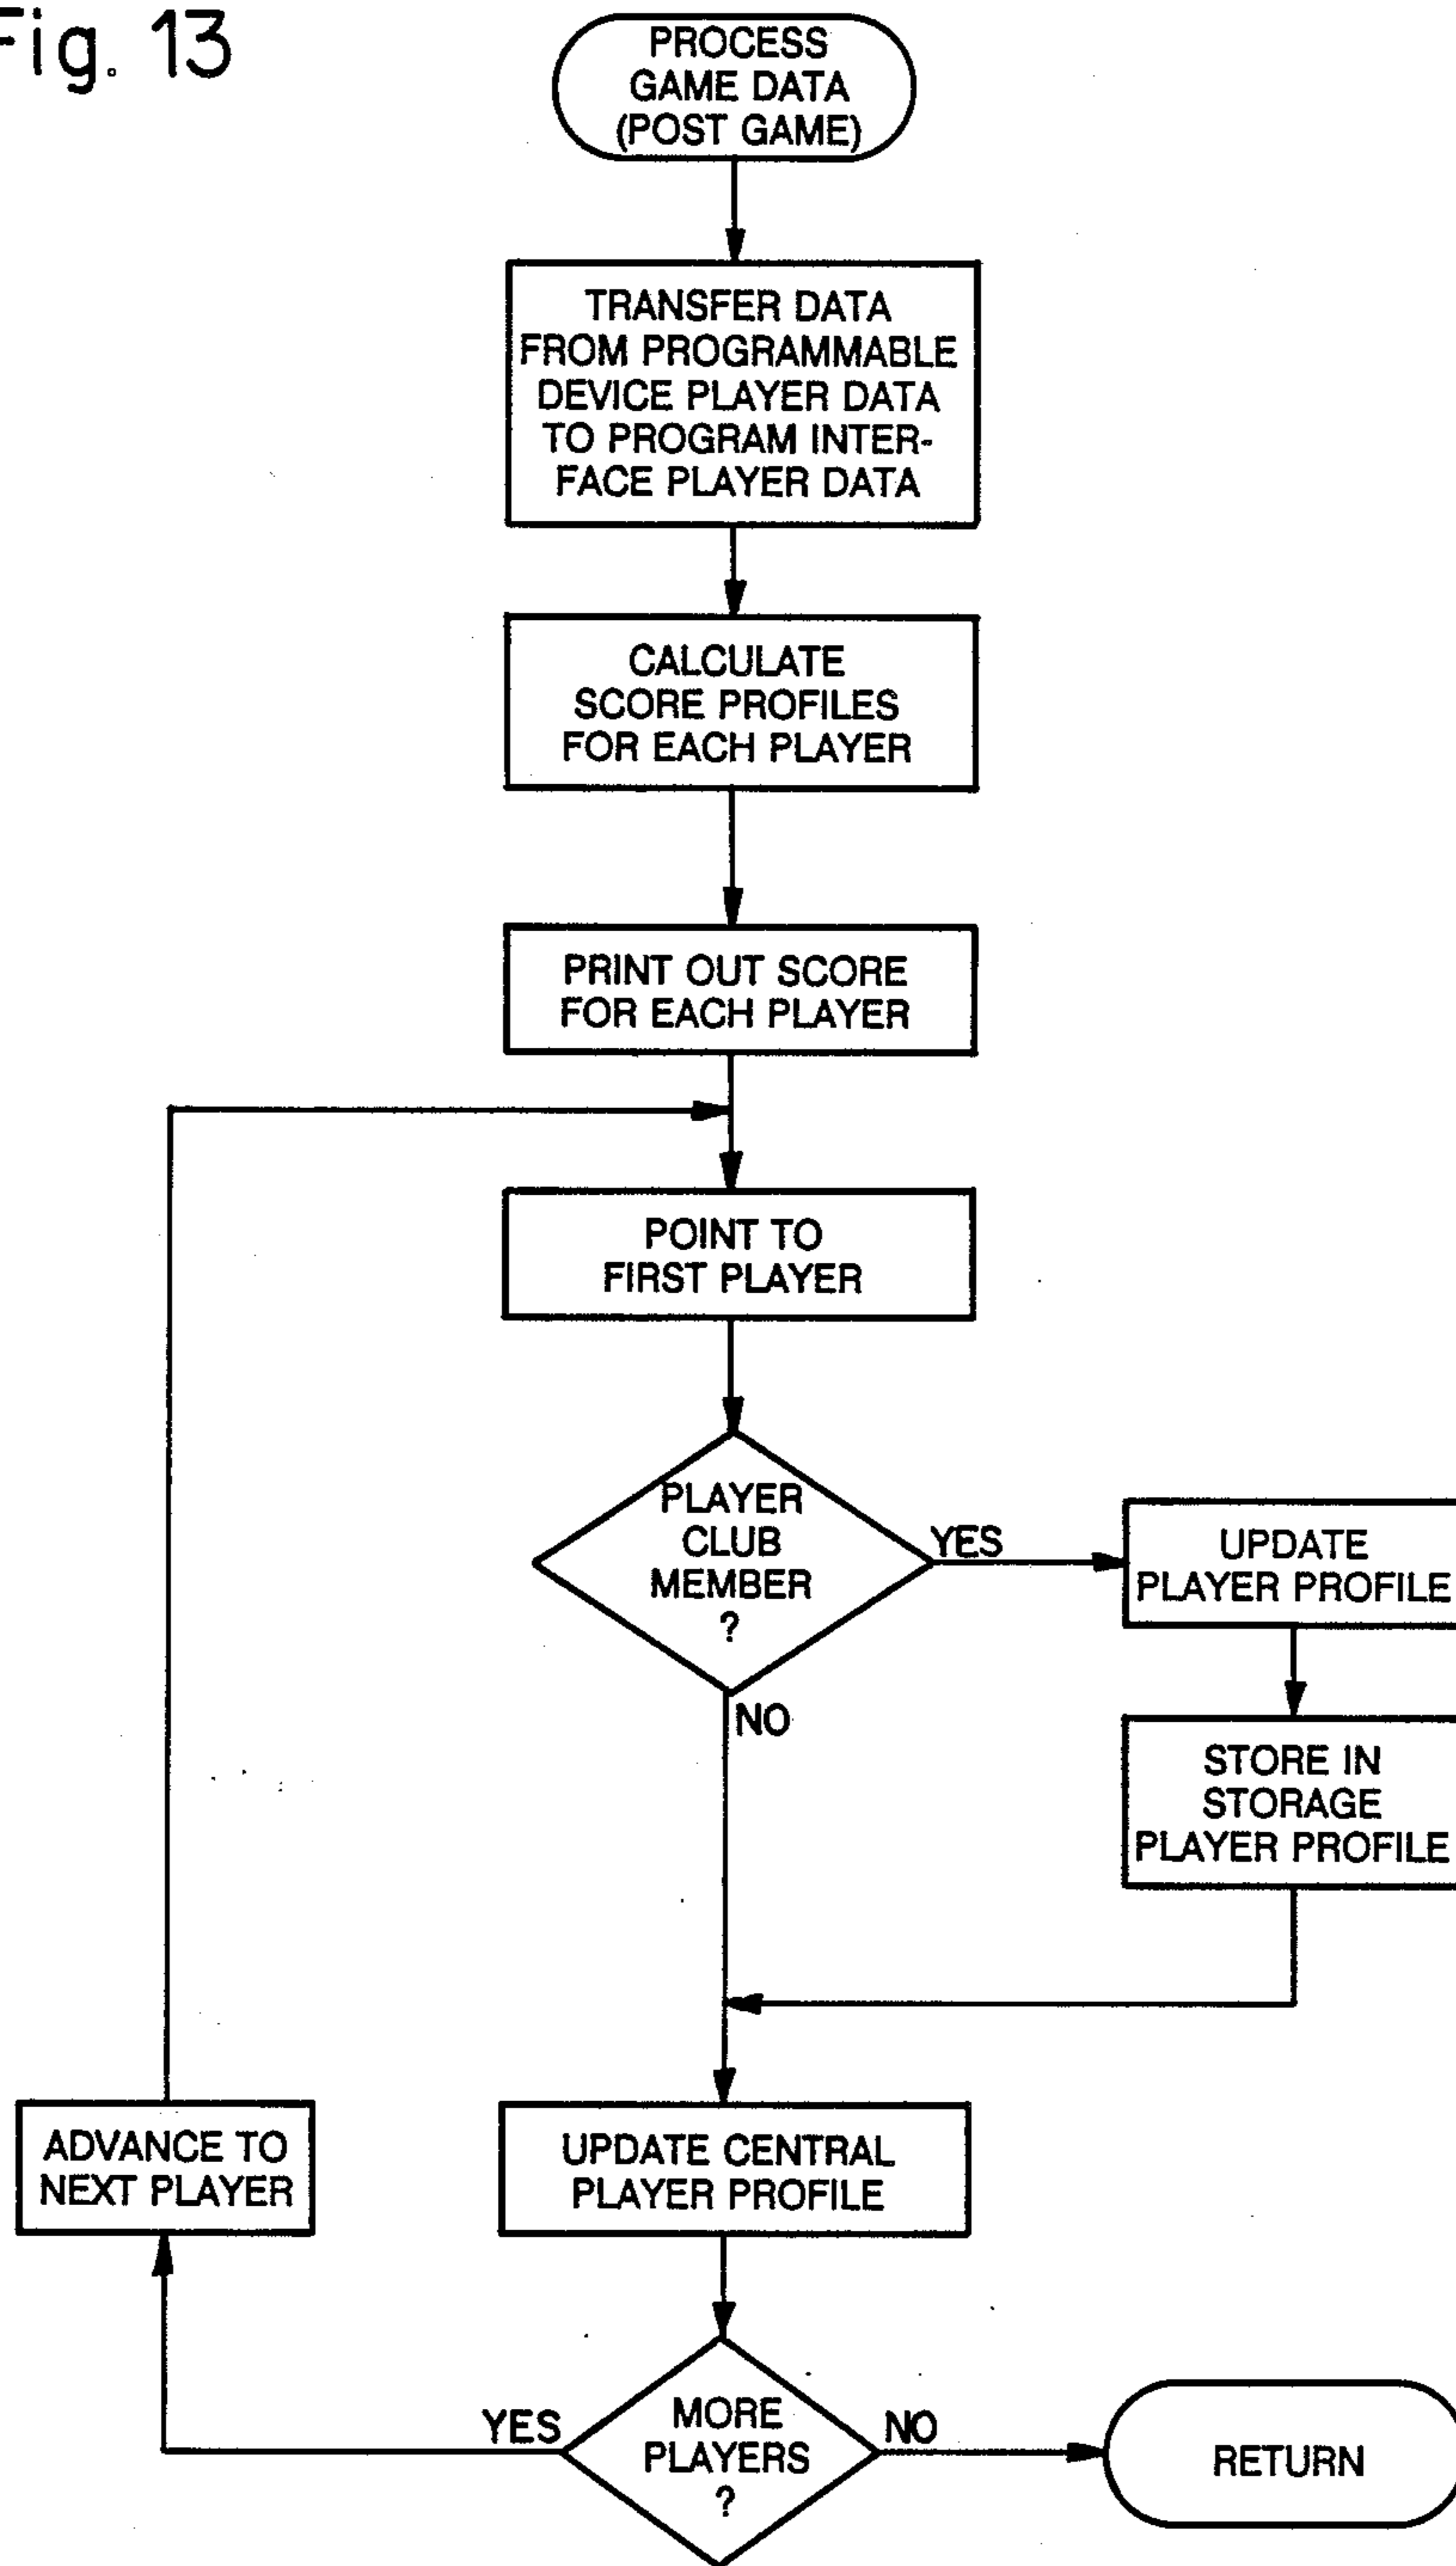 Fig. 13
PROCESS
GAME DATA
(POST GAME)
TRANSFER DATA
FROM PROGRAMMABLE
DEVICE PLAYER DATA
TO PROGRAM INTER-
FACE PLAYER DATA
CALCULATE
SCORE PROFILES
FOR EACH PLAYER
PRINT OUT SCORE
FOR EACH PLAYER
POINT TO
FIRST PLAYER
PLAYER
CLUB
MEMBER
?
YES
UPDATE
PLAYER PROFILE
NO
STORE IN
STORAGE
PLAYER PROFILE
ADVANCE TO
NEXT PLAYER
UPDATE CENTRAL
PLAYER PROFILE
YES
MORE
PLAYERS
?
NO
RETURN